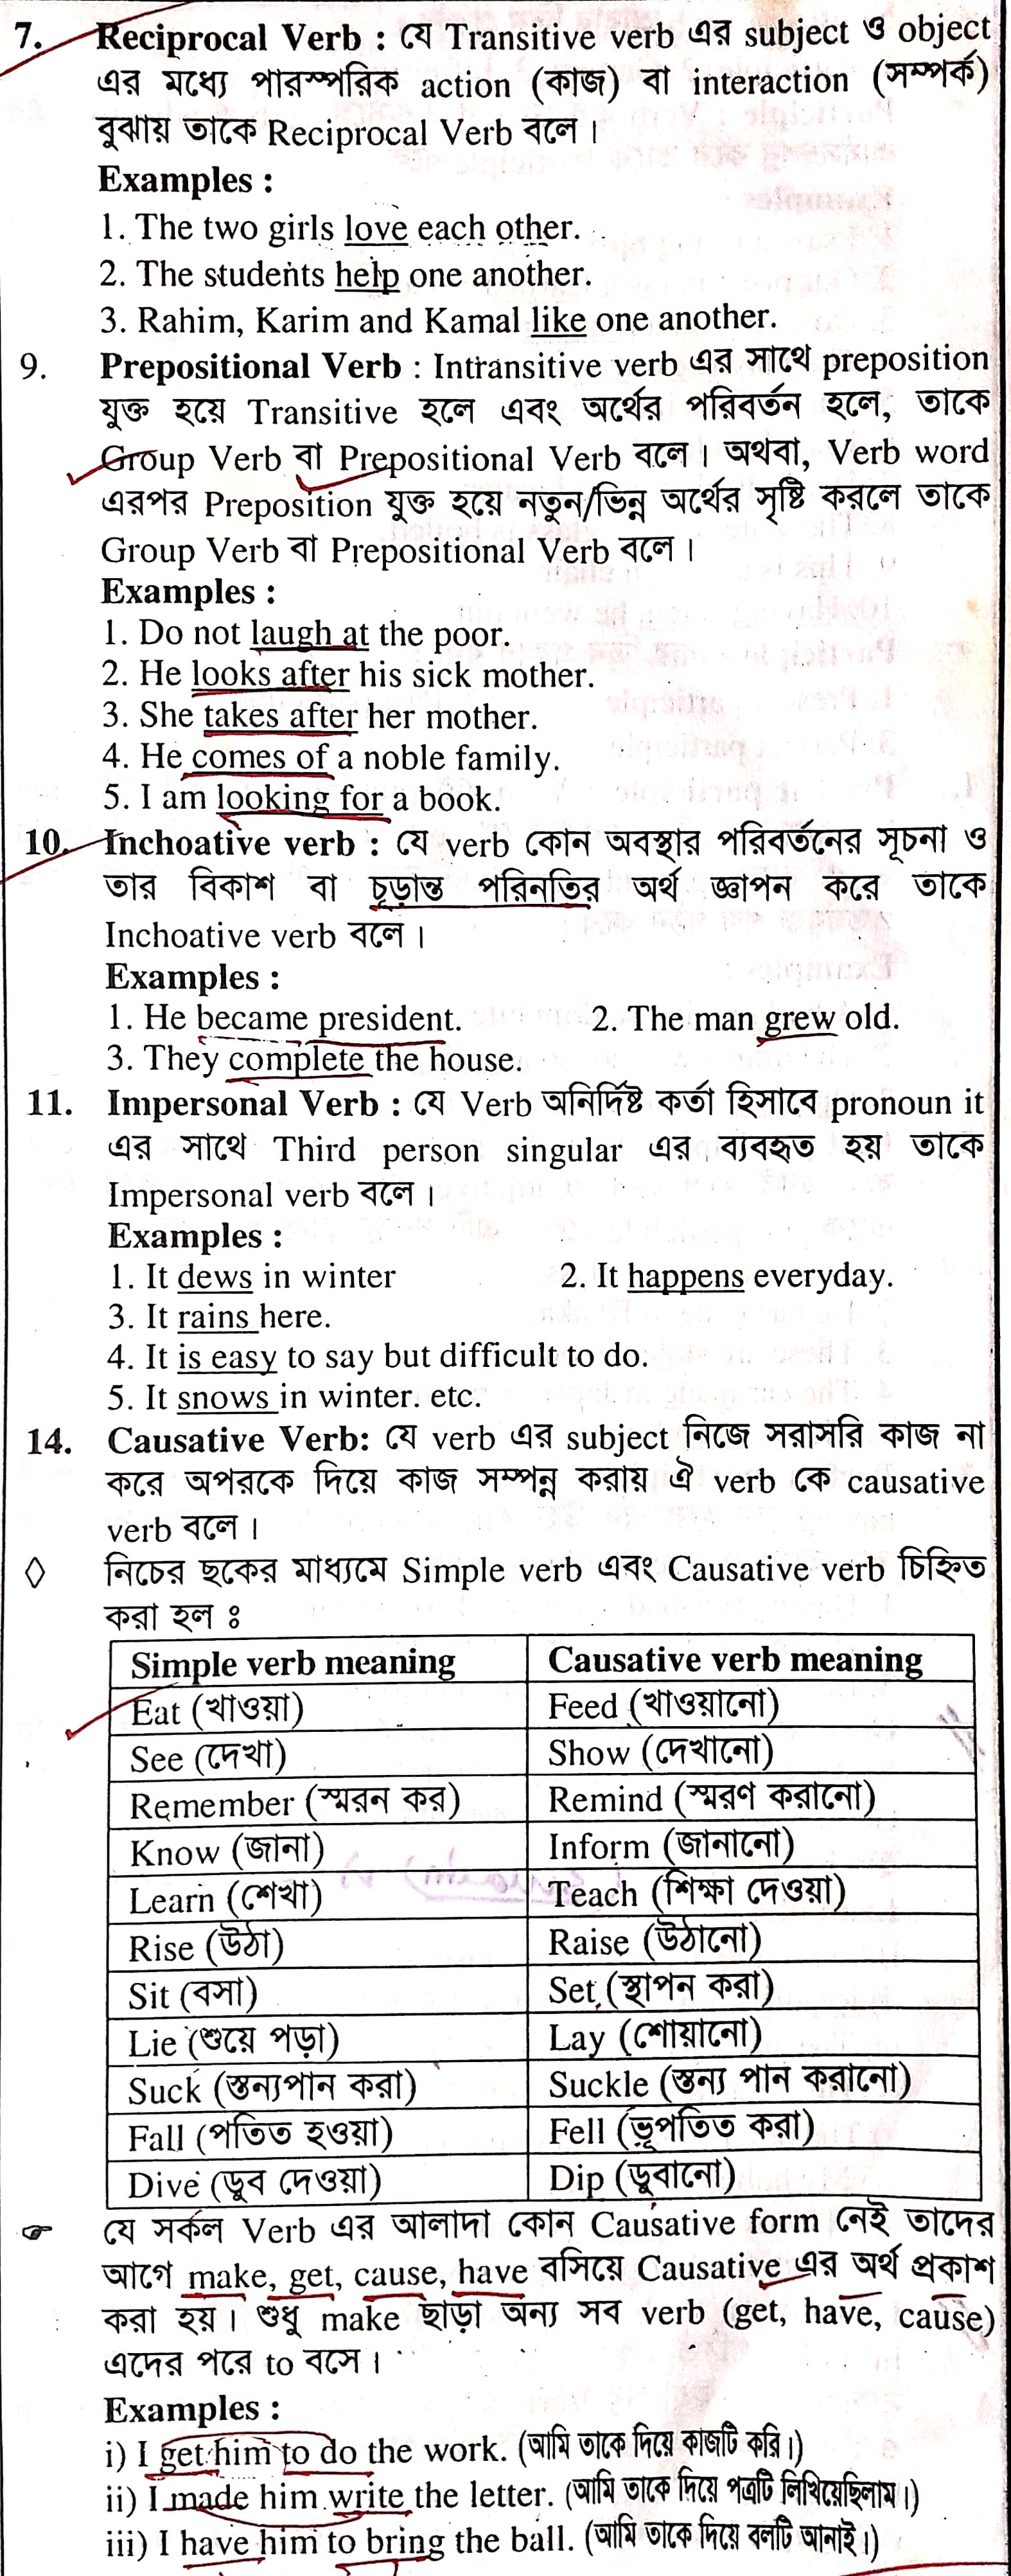 7. Reciprocal Verb : যে Transitive verb এর subject ও object
এর মধ্যে পারস্পরিক action (কাজ) বা interaction (সম্পর্ক)
বুঝায় তাকে Reciprocal Verb বলে।
Examples :
1. The two girls love each other.
2. The students help one another.
3. Rahim, Karim and Kamal like one another.
9. Prepositional Verb : Intransitive verb এর সাথে preposition
যুক্ত হয়ে Transitive হলে এবং অর্থের পরিবর্তন হলে, তাকে
Group Verb বা Prepositional Verb বলে। অথবা, Verb word
এরপর Preposition যুক্ত হয়ে নতুন/ভিন্ন অর্থের সৃষ্টি করলে তাকে
Group Verb বা Prepositional Verb বলে।
Examples :
1. Do not laugh at the poor.
2. He looks after his sick mother.
3. She takes after her mother.
4. He comes of a noble family.
5. I am looking for a book.
10. Inchoative verb : যে verb কোন অবস্থার পরিবর্তনের সূচনা ও
তার বিকাশ বা চূড়ান্ত পরিনতির অর্থ জ্ঞাপন করে তাকে
Inchoative verb বলে।
Examples :
1. He became president. 2. The man grew old.
3. They complete the house.
11. Impersonal Verb : যে Verb অনির্দিষ্ট কর্তা হিসাবে pronoun it
এর সাথে Third person singular এর ব্যবহৃত হয় তাকে
Impersonal verb বলে।
Examples :
1. It dews in winter 2. It happens everyday.
3. It rains here.
4. It is easy to say but difficult to do.
5. It snows in winter. etc.
14. Causative Verb: যে verb এর subject নিজে সরাসরি কাজ না
করে অপরকে দিয়ে কাজ সম্পন্ন করায় ঐ verb কে causative
verb বলে।
◊ নিচের ছকের মাধ্যমে Simple verb এবং Causative verb চিহ্নিত
করা হল ঃ
Simple verb meaning Causative verb meaning
Eat (খাওয়া) Feed (খাওয়ানো)
See (দেখা) Show (দেখানো)
Remember (স্মরন কর) Remind (স্মরণ করানো)
Know (জানা) Inform (জানানো)
Learn (শেখা) Teach (শিক্ষা দেওয়া)
Rise (উঠা) Raise (উঠানো)
Sit (বসা) Set (স্থাপন করা)
Lie (শুয়ে পড়া) Lay (শোয়ানো)
Suck (স্তন্যপান করা) Suckle (স্তন্য পান করানো)
Fall (পতিত হওয়া) Fell (ভূপতিত করা)
Dive (ডুব দেওয়া) Dip (ডুবানো)
☞ যে সকল Verb এর আলাদা কোন Causative form নেই তাদের
আগে make, get, cause, have বসিয়ে Causative এর অর্থ প্রকাশ
করা হয়। শুধু make ছাড়া অন্য সব verb (get, have, cause)
এদের পরে to বসে।
Examples :
i) I get him to do the work. (আমি তাকে দিয়ে কাজটি করি।)
ii) I made him write the letter. (আমি তাকে দিয়ে পত্রটি লিখিয়েছিলাম।)
iii) I have him to bring the ball. (আমি তাকে দিয়ে বলটি আনাই।)